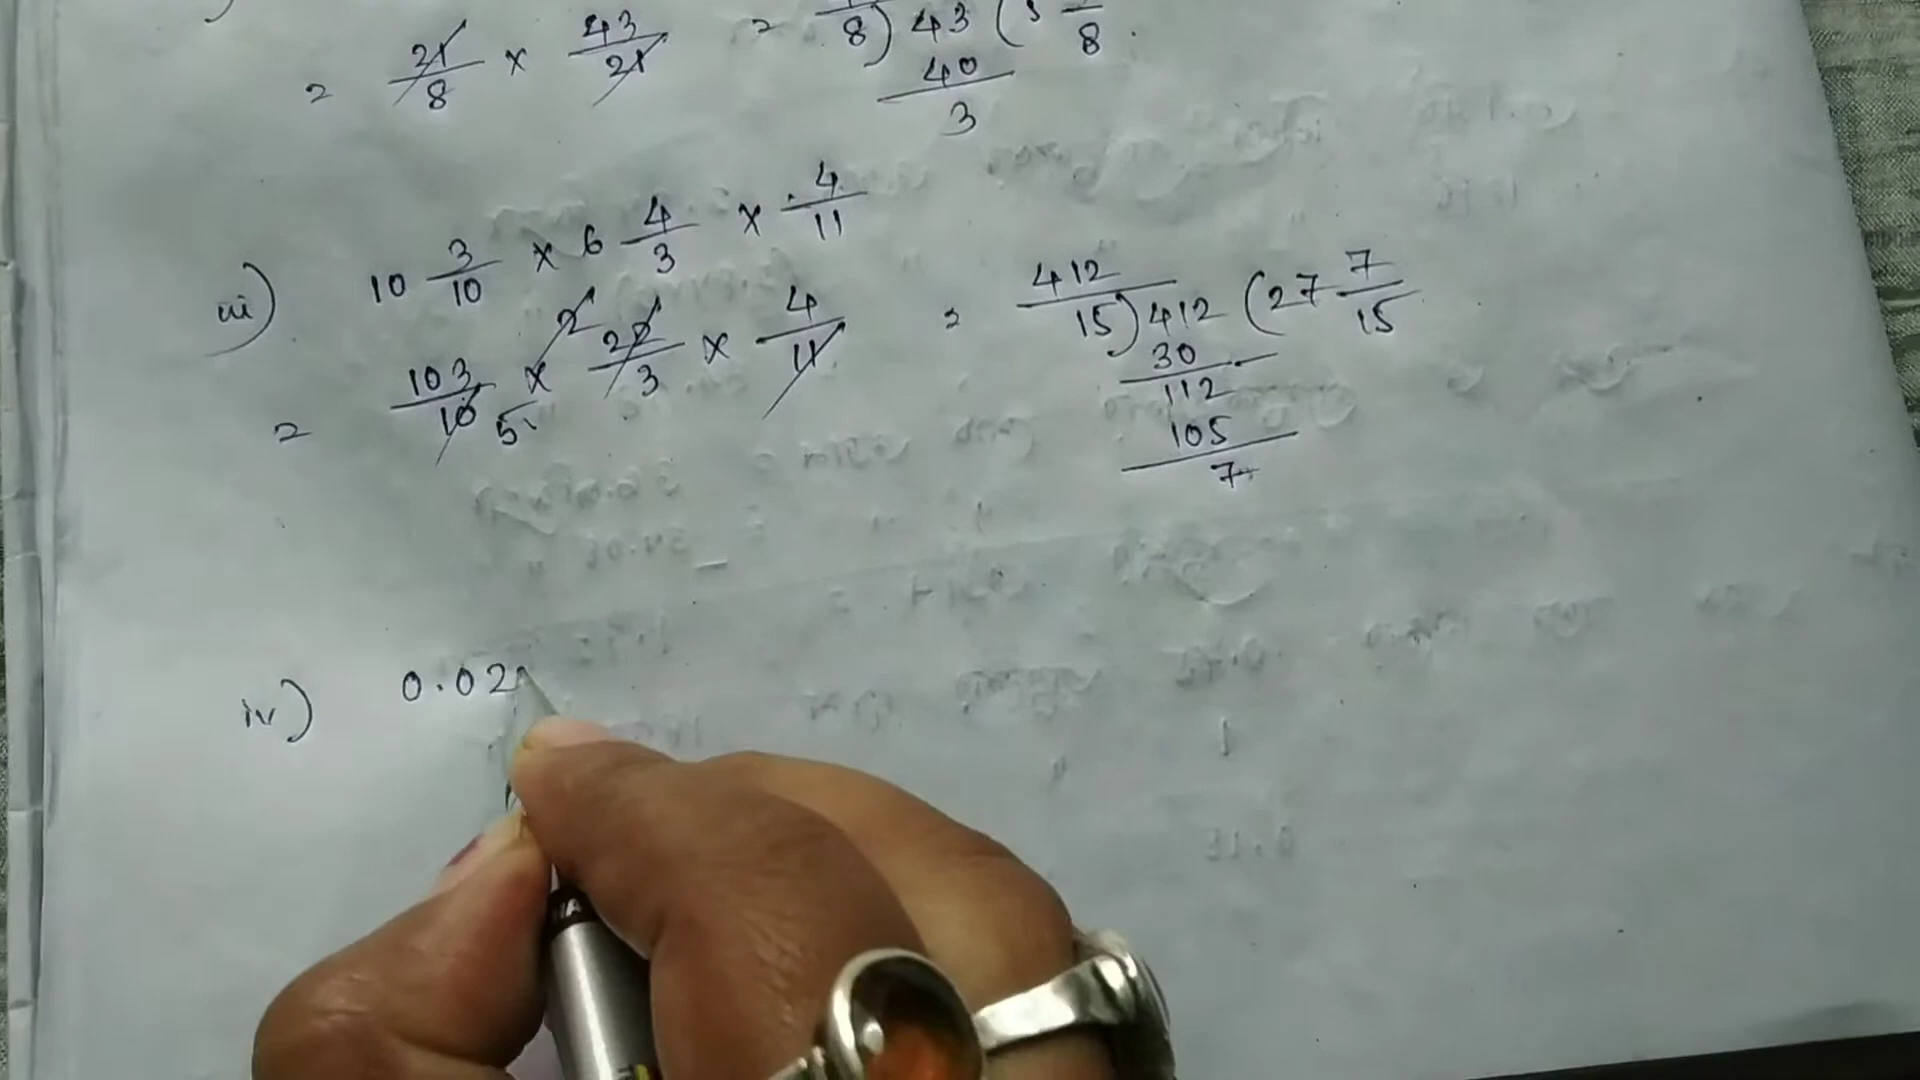 = 21/8 × 43/21 = 8) 43 ( 5 /8
40
3
iii) 10 3/10 × 6 4/3 × 4/11
= 103/10 5 × 2 22/3 × 4/11 = 412/15) 412 ( 27 7/15
30
112
105
7
iv) 0.02